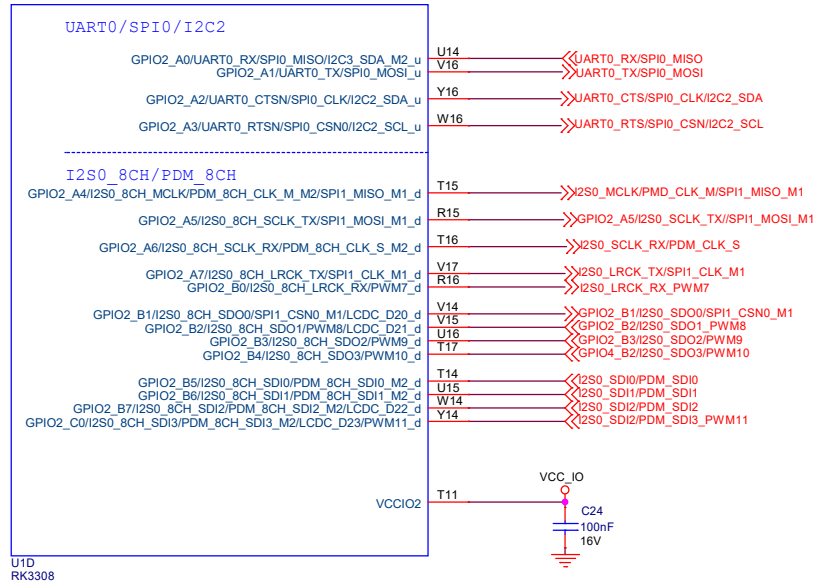 UART0/SPI0/I2C2
GPIO2_A0/UART0_RX/SPI0_MISO/I2C3_SDA_M2_u U14 UART0_RX/SPI0_MISO
GPIO2_A1/UART0_TX/SPI0_MOSI_u V16 UART0_TX/SPI0_MOSI
GPIO2_A2/UART0_CTSN/SPI0_CLK/I2C2_SDA_u Y16 UART0_CTS/SPI0_CLK/I2C2_SDA
GPIO2_A3/UART0_RTSN/SPI0_CSN0/I2C2_SCL_u W16 UART0_RTS/SPI0_CSN/I2C2_SCL
I2S0_8CH/PDM_8CH
GPIO2_A4/I2S0_8CH_MCLK/PDM_8CH_CLK_M_M2/SPI1_MISO_M1_d T15 I2S0_MCLK/PMD_CLK_M/SPI1_MISO_M1
GPIO2_A5/I2S0_8CH_SCLK_TX/SPI1_MOSI_M1_d R15 GPIO2_A5/I2S0_SCLK_TX//SPI1_MOSI_M1
GPIO2_A6/I2S0_8CH_SCLK_RX/PDM_8CH_CLK_S_M2_d T16 I2S0_SCLK_RX/PDM_CLK_S
GPIO2_A7/I2S0_8CH_LRCK_TX/SPI1_CLK_M1_d V17 I2S0_LRCK_TX/SPI1_CLK_M1
GPIO2_B0/I2S0_8CH_LRCK_RX/PWM7_d R16 I2S0_LRCK_RX_PWM7
GPIO2_B1/I2S0_8CH_SDO0/SPI1_CSN0_M1/LCDC_D20_d V14 GPIO2_B1/I2S0_SDO0/SPI1_CSN0_M1
GPIO2_B2/I2S0_8CH_SDO1/PWM8/LCDC_D21_d V15 GPIO2_B2/I2S0_SDO1_PWM8
GPIO2_B3/I2S0_8CH_SDO2/PWM9_d U16 GPIO2_B3/I2S0_SDO2/PWM9
GPIO2_B4/I2S0_8CH_SDO3/PWM10_d T17 GPIO4_B2/I2S0_SDO3/PWM10
GPIO2_B5/I2S0_8CH_SDI0/PDM_8CH_SDI0_M2_d T14 I2S0_SDI0/PDM_SDI0
GPIO2_B6/I2S0_8CH_SDI1/PDM_8CH_SDI1_M2_d U15 I2S0_SDI1/PDM_SDI1
GPIO2_B7/I2S0_8CH_SDI2/PDM_8CH_SDI2_M2/LCDC_D22_d W14 I2S0_SDI2/PDM_SDI2
GPIO2_C0/I2S0_8CH_SDI3/PDM_8CH_SDI3_M2/LCDC_D23/PWM11_d Y14 I2S0_SDI2/PDM_SDI3_PWM11
VCC_IO
VCCIO2 T11
C24
100nF
16V
U1D
RK3308